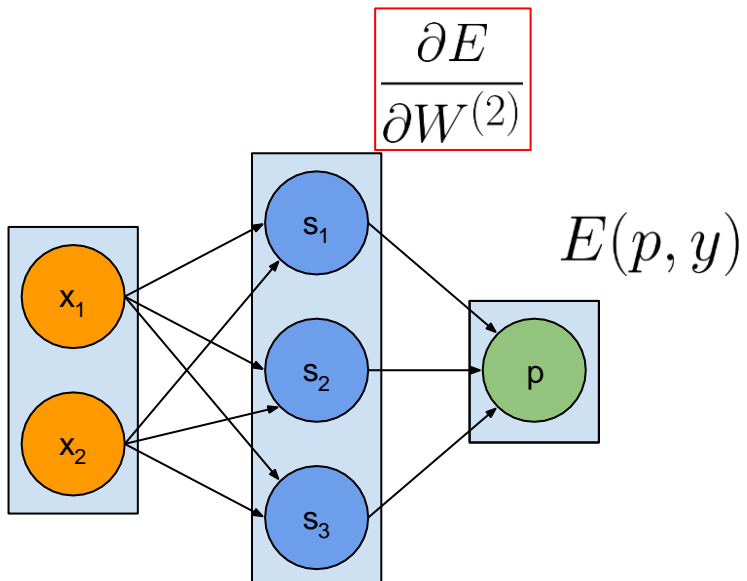 ∂E
∂W⁽²⁾
E(p, y)
x₁
x₂
s₁
s₂
s₃
p